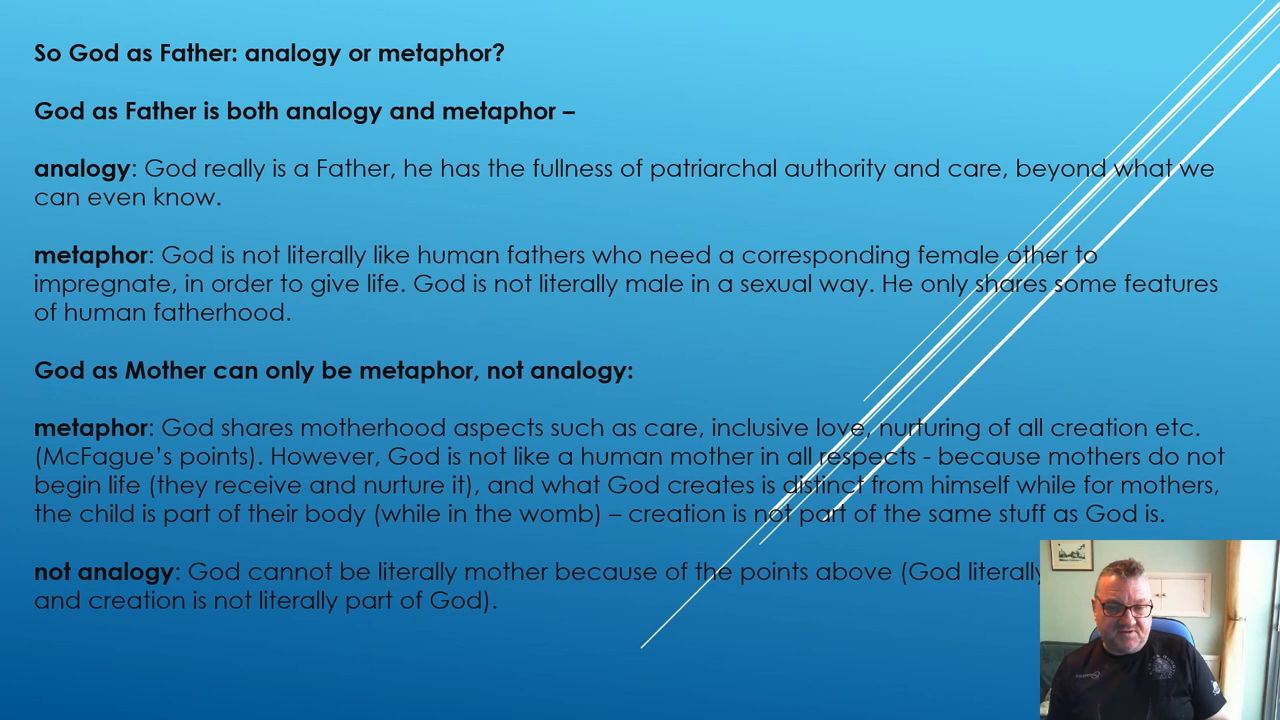 So God as Father: analogy or metaphor?
God as Father is both analogy and metaphor –
analogy: God really is a Father, he has the fullness of patriarchal authority and care, beyond what we
can even know.
metaphor: God is not literally like human fathers who need a corresponding female other to
impregnate, in order to give life. God is not literally male in a sexual way. He only shares some features
of human fatherhood.
God as Mother can only be metaphor, not analogy:
metaphor: God shares motherhood aspects such as care, inclusive love, nurturing of all creation etc.
(McFague’s points). However, God is not like a human mother in all respects - because mothers do not
begin life (they receive and nurture it), and what God creates is distinct from himself while for mothers,
the child is part of their body (while in the womb) – creation is not part of the same stuff as God is.
not analogy: God cannot be literally mother because of the points above (God literally
and creation is not literally part of God).